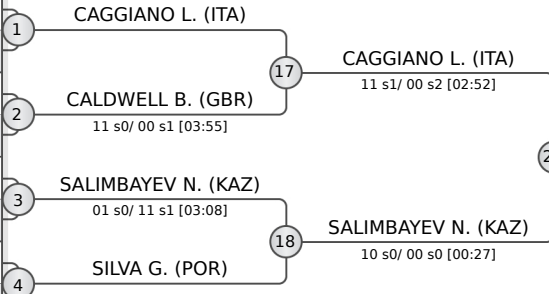 CAGGIANO L. (ITA)
1
17
CAGGIANO L. (ITA)
11 s1/ 00 s2 [02:52]
CALDWELL B. (GBR)
2
11 s0/ 00 s1 [03:55]
SALIMBAYEV N. (KAZ)
3
01 s0/ 11 s1 [03:08]
18
SALIMBAYEV N. (KAZ)
10 s0/ 00 s0 [00:27]
SILVA G. (POR)
4